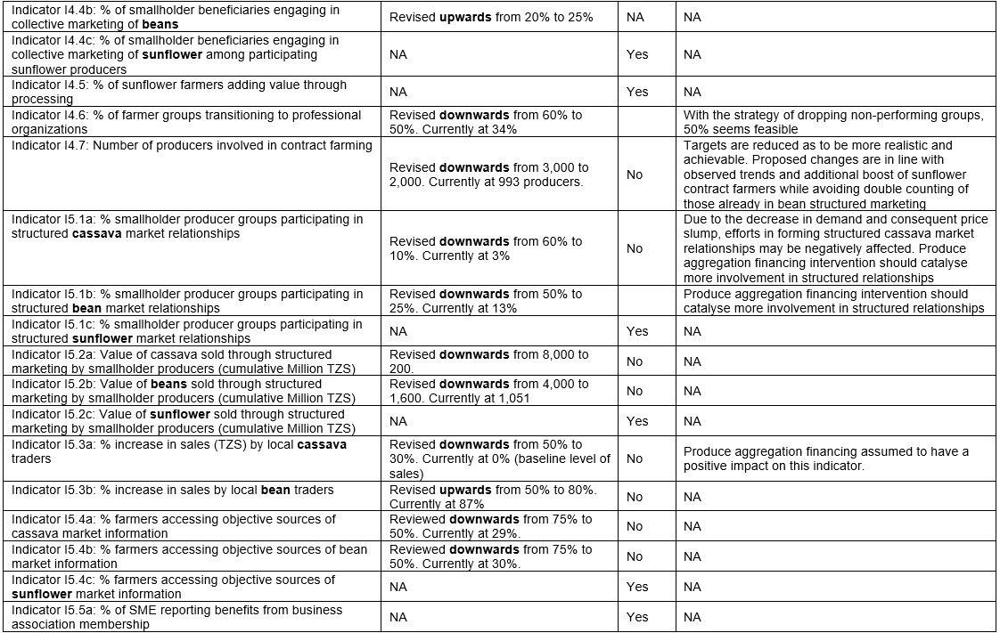 Indicator I4.4b: % of smallholder beneficiaries engaging in
collective marketing of beans
Revised upwards from 20% to 25%
NA
NA
Indicator I4.4c: % of smallholder beneficiaries engaging in
collective marketing of sunflower among participating
sunflower producers
NA
Yes
NA
Indicator I4.5: % of sunflower farmers adding value through
processing
NA
Yes
NA
Indicator I4.6: % of farmer groups transitioning to professional
organizations
Revised downwards from 60% to
50%. Currently at 34%
With the strategy of dropping non-performing groups,
50% seems feasible
Indicator I4.7: Number of producers involved in contract farming
Revised downwards from 3,000 to
2,000. Currently at 993 producers.
No
Targets are reduced as to be more realistic and
achievable. Proposed changes are in line with
observed trends and additional boost of sunflower
contract farmers while avoiding double counting of
those already in bean structured marketing
Indicator I5.1a: % smallholder producer groups participating in
structured cassava market relationships
Revised downwards from 60% to
10%. Currently at 3%
No
Due to the decrease in demand and consequent price
slump, efforts in forming structured cassava market
relationships may be negatively affected. Produce
aggregation financing intervention should catalyse
more involvement in structured relationships
Indicator I5.1b: % smallholder producer groups participating in
structured bean market relationships
Revised downwards from 50% to
25%. Currently at 13%
Produce aggregation financing intervention should
catalyse more involvement in structured relationships
Indicator I5.1c: % smallholder producer groups participating in
structured sunflower market relationships
NA
Yes
NA
Indicator I5.2a: Value of cassava sold through structured
marketing by smallholder producers (cumulative Million TZS)
Revised downwards from 8,000 to
200.
No
NA
Indicator I5.2b: Value of beans sold through structured
marketing by smallholder producers (cumulative Million TZS)
Revised downwards from 4,000 to
1,600. Currently at 1,051
No
NA
Indicator I5.2c: Value of sunflower sold through structured
marketing by smallholder producers (cumulative Million TZS)
NA
Yes
NA
Indicator I5.3a: % increase in sales (TZS) by local cassava
traders
Revised downwards from 50% to
30%. Currently at 0% (baseline level of
sales)
No
Produce aggregation financing assumed to have a
positive impact on this indicator.
Indicator I5.3b: % increase in sales by local bean traders
Revised upwards from 50% to 80%.
Currently at 87%
No
NA
Indicator I5.4a: % farmers accessing objective sources of
cassava market information
Reviewed downwards from 75% to
50%. Currently at 29%.
No
NA
Indicator I5.4b: % farmers accessing objective sources of bean
market information
Reviewed downwards from 75% to
50%. Currently at 30%.
No
NA
Indicator I5.4c: % farmers accessing objective sources of
sunflower market information
NA
Yes
NA
Indicator I5.5a: % of SME reporting benefits from business
association membership
NA
Yes
NA